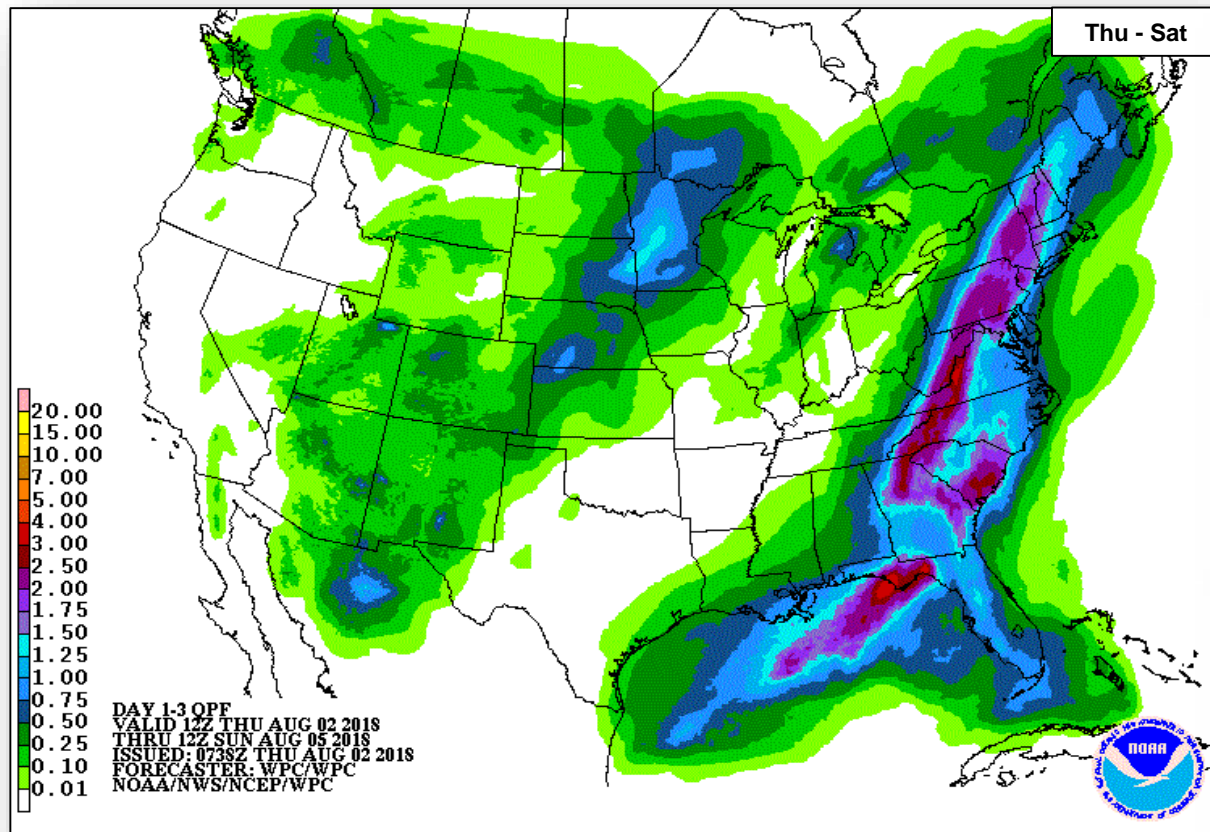 Thu - Sat
20.00
15.00
10.00
7.00
5.00
4.00
3.00
2.50
2.00
1.75
1.50
1.25
1.00
0.75
0.50
0.25
0.10
0.01
DAY 1-3 QPF
VALID 12Z THU AUG 02 2018
THRU 12Z SUN AUG 05 2018
ISSUED: 0738Z THU AUG 02 2018
FORECASTER: WPC/WPC
NOAA/NWS/NCEP/WPC
NOAA